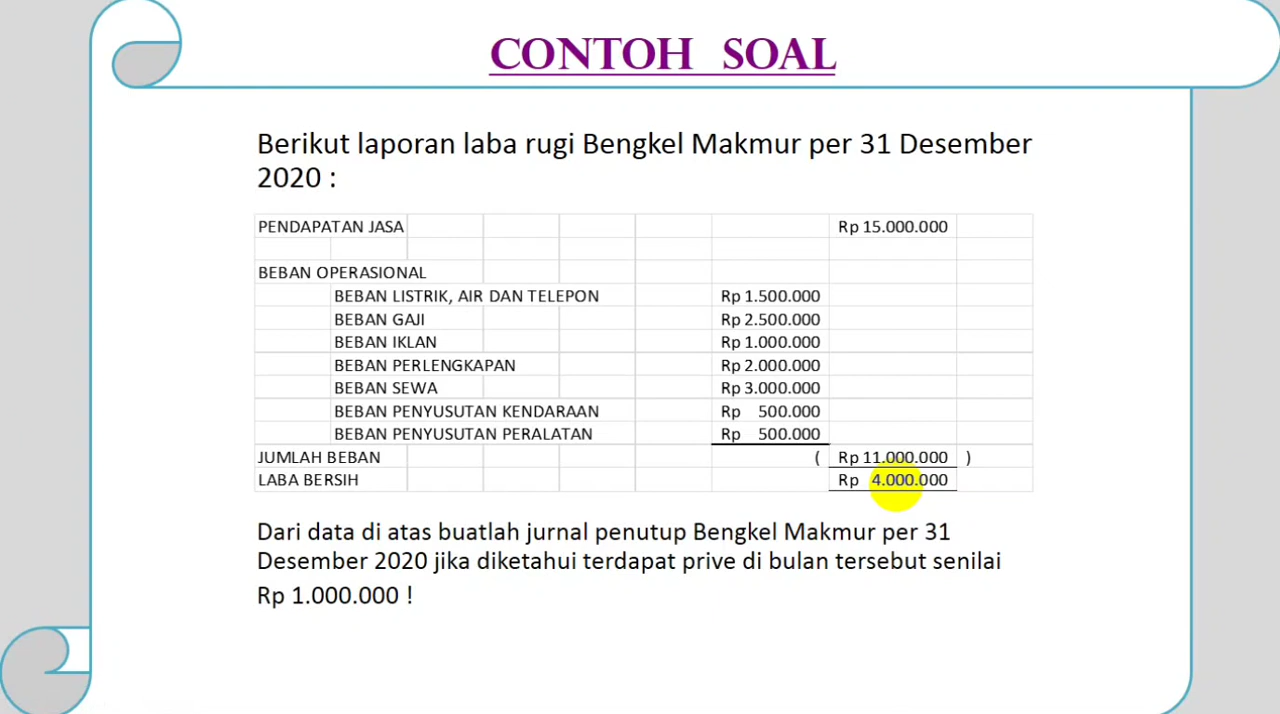 CONTOH SOAL
Berikut laporan laba rugi Bengkel Makmur per 31 Desember
2020 :
PENDAPATAN JASA Rp 15.000.000
BEBAN OPERASIONAL
BEBAN LISTRIK, AIR DAN TELEPON Rp 1.500.000
BEBAN GAJI Rp 2.500.000
BEBAN IKLAN Rp 1.000.000
BEBAN PERLENGKAPAN Rp 2.000.000
BEBAN SEWA Rp 3.000.000
BEBAN PENYUSUTAN KENDARAAN Rp 500.000
BEBAN PENYUSUTAN PERALATAN Rp 500.000
JUMLAH BEBAN ( Rp 11.000.000 )
LABA BERSIH Rp 4.000.000
Dari data di atas buatlah jurnal penutup Bengkel Makmur per 31
Desember 2020 jika diketahui terdapat prive di bulan tersebut senilai
Rp 1.000.000 !